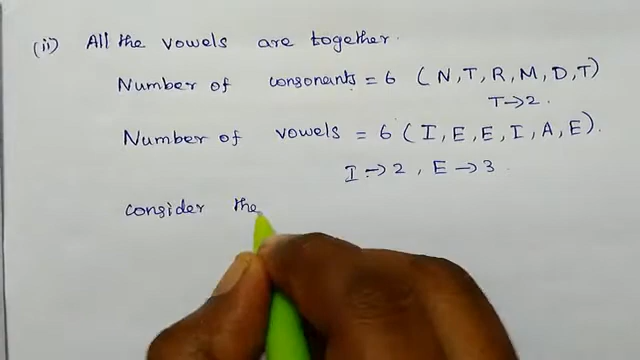 (ii) All the vowels are together.
Number of consonants = 6 (N, T, R, M, D, T)
T→2.
Number of vowels = 6 (I, E, E, I, A, E).
I→2, E→3.
consider the